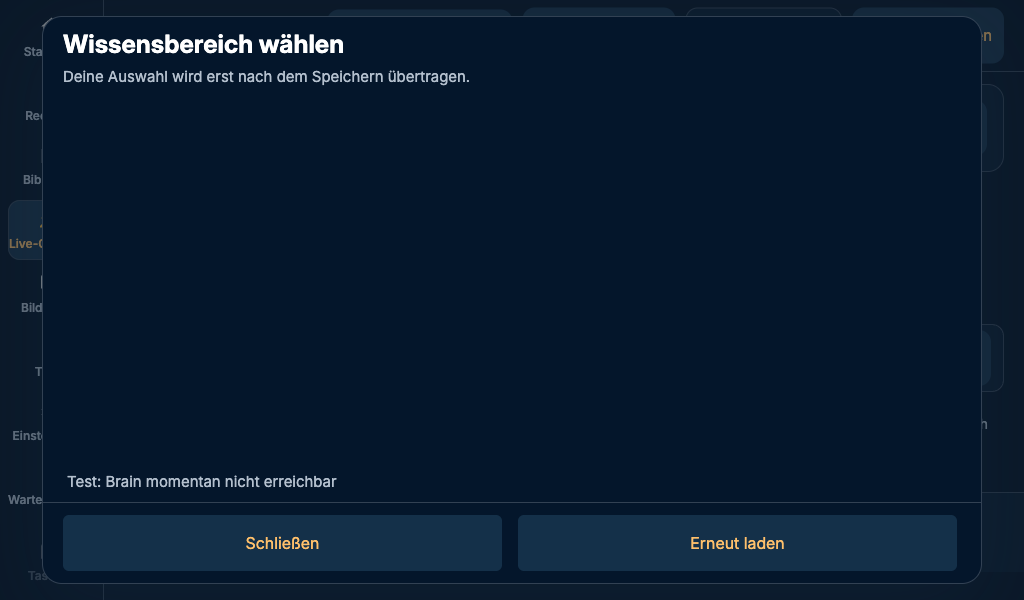 Wissensbereich wählen
Deine Auswahl wird erst nach dem Speichern übertragen.
Test: Brain momentan nicht erreichbar
Schließen
Erneut laden